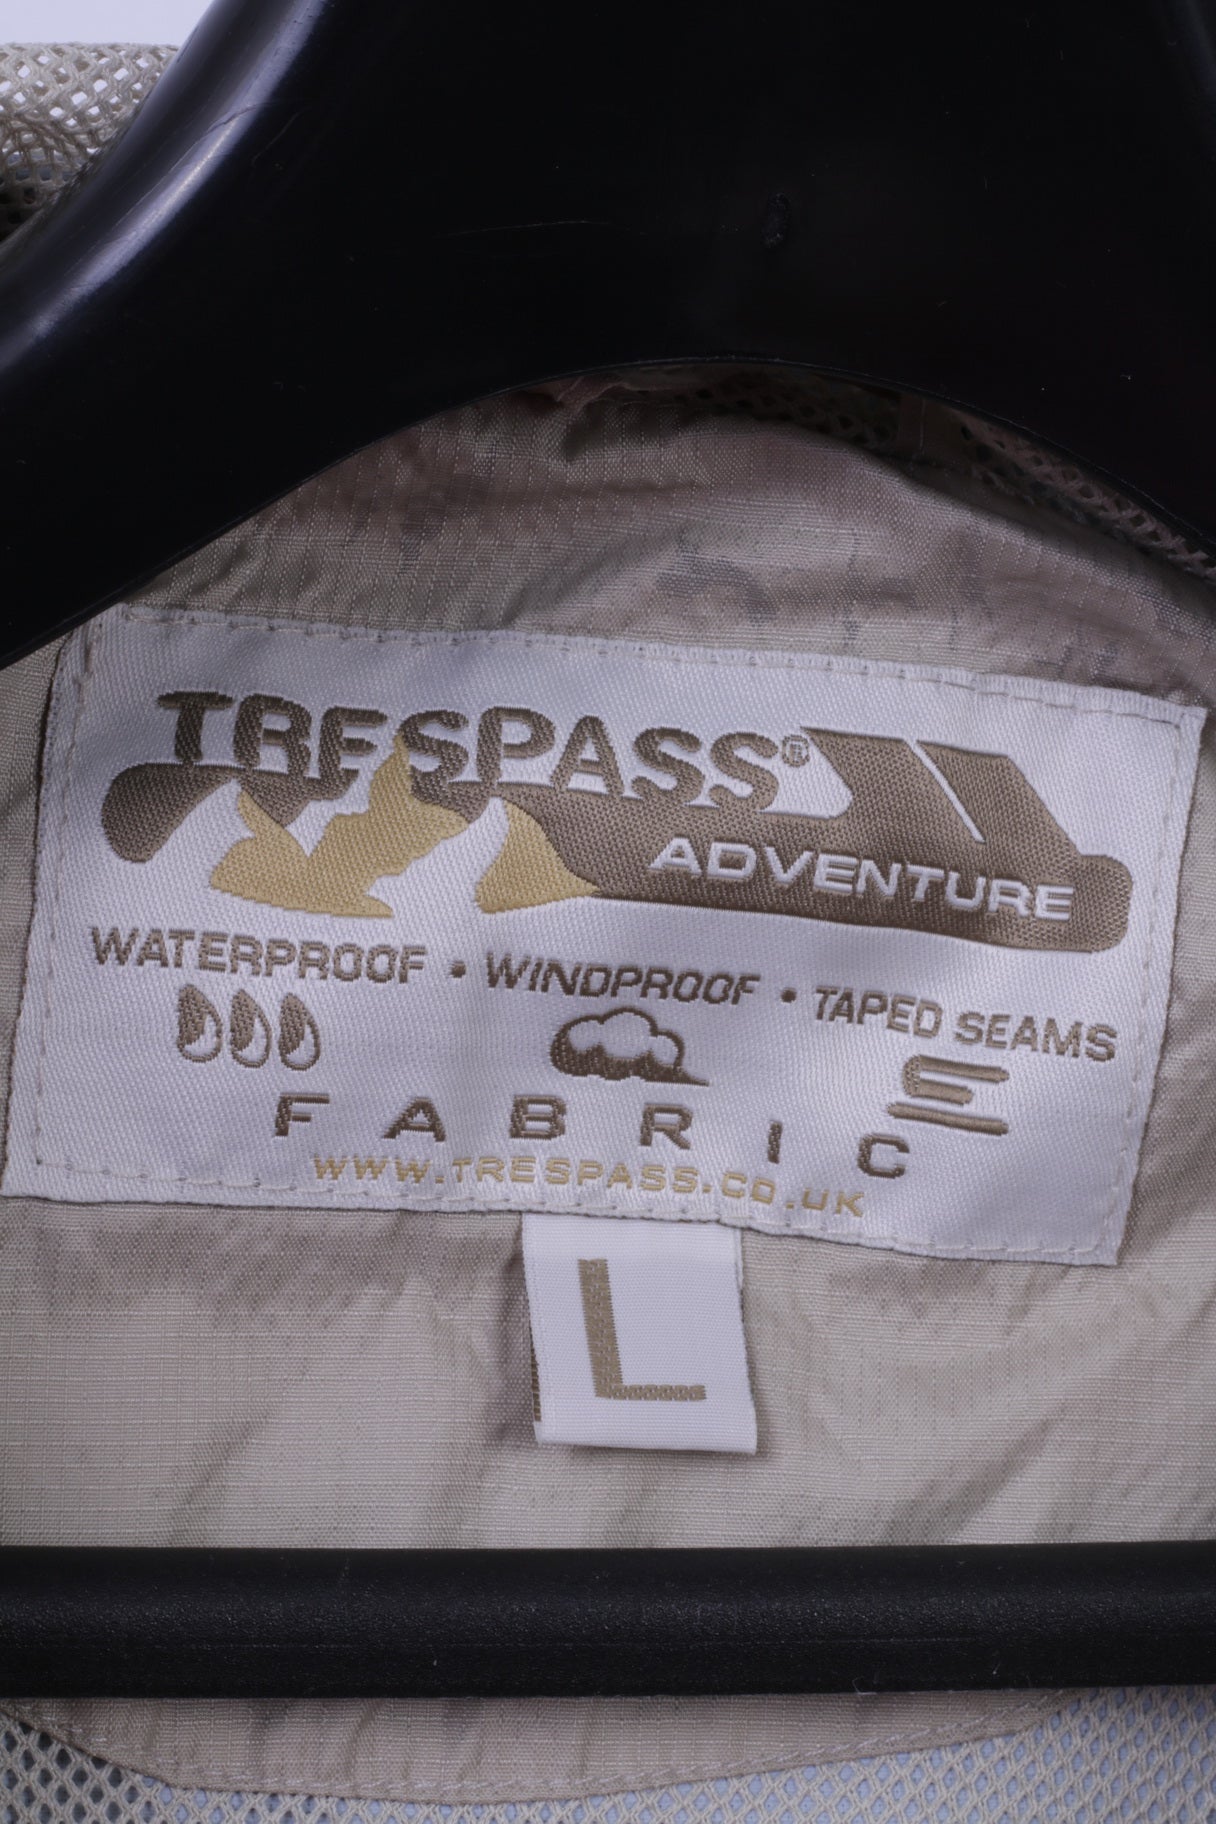 TRESPASS®
ADVENTURE
WATERPROOF • WINDPROOF • TAPED SEAMS
FABRIC
WWW.TRESPASS.CO.UK
L